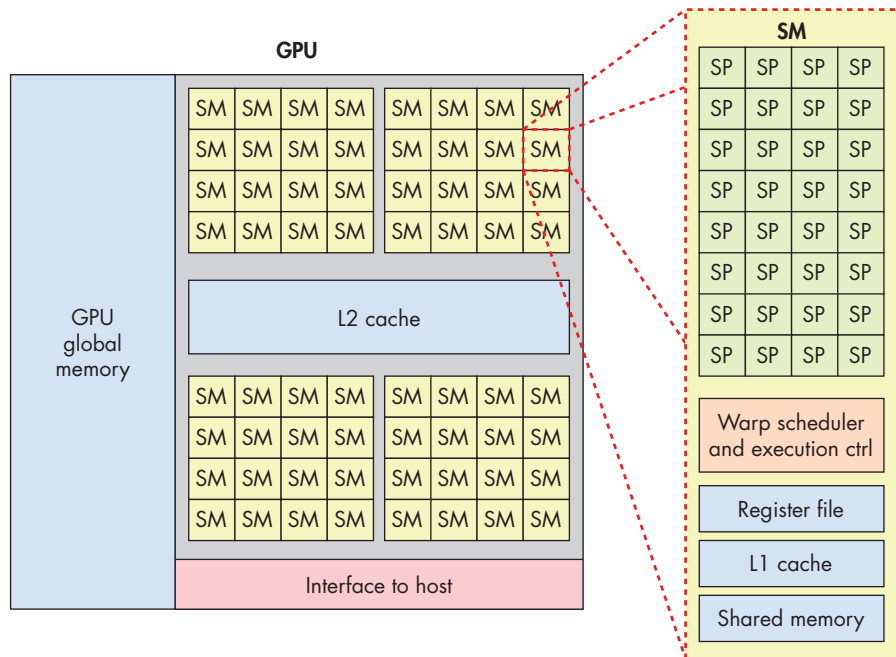 GPU
SM SM SM SM SM SM SM SM
SM SM SM SM SM SM SM SM
SM SM SM SM SM SM SM SM
SM SM SM SM SM SM SM SM
GPU
global
memory
L2 cache
SM SM SM SM SM SM SM SM
SM SM SM SM SM SM SM SM
SM SM SM SM SM SM SM SM
SM SM SM SM SM SM SM SM
Interface to host
SM
SP SP SP SP
SP SP SP SP
SP SP SP SP
SP SP SP SP
SP SP SP SP
SP SP SP SP
SP SP SP SP
SP SP SP SP
Warp scheduler
and execution ctrl
Register file
L1 cache
Shared memory